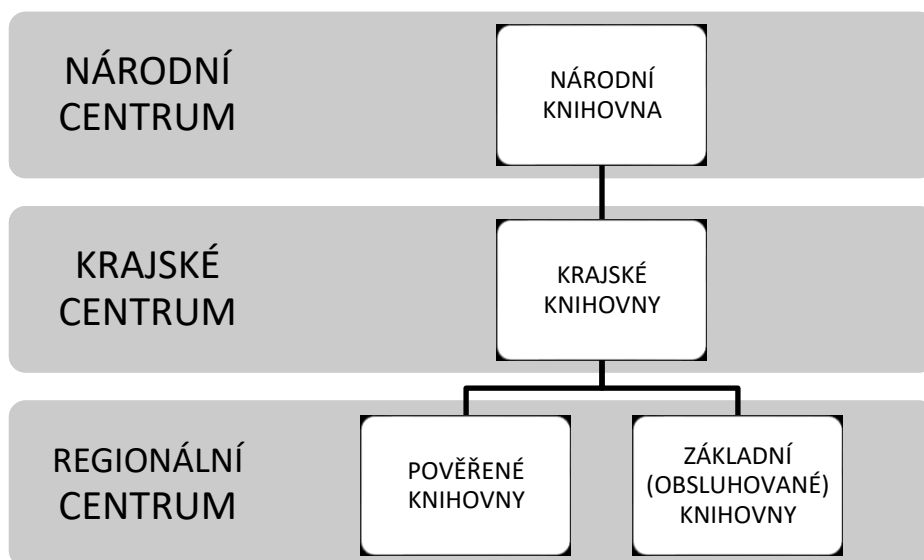 NÁRODNÍ
CENTRUM
NÁRODNÍ
KNIHOVNA
KRAJSKÉ
CENTRUM
KRAJSKÉ
KNIHOVNY
REGIONÁLNÍ
CENTRUM
POVĚŘENÉ
KNIHOVNY
ZÁKLADNÍ
(OBSLUHOVANÉ)
KNIHOVNY